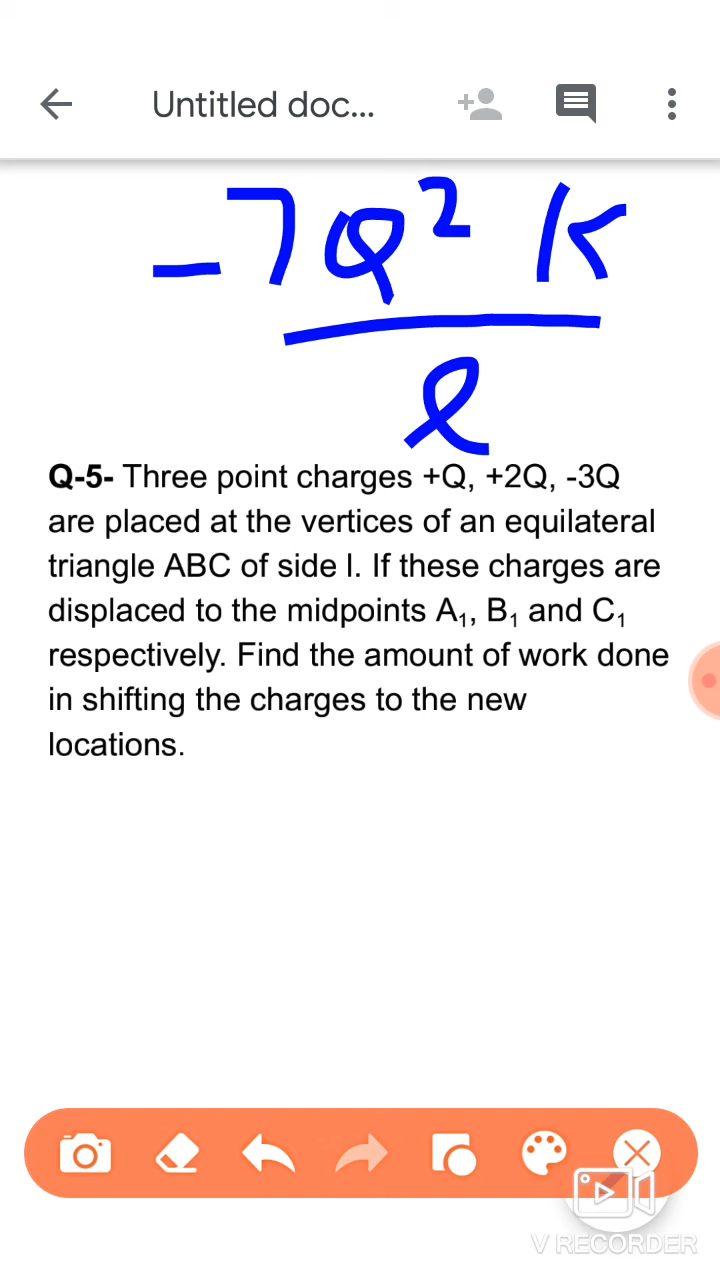 Untitled doc...
-7Q² K
l
Q-5- Three point charges +Q, +2Q, -3Q
are placed at the vertices of an equilateral
triangle ABC of side l. If these charges are
displaced to the midpoints A₁, B₁ and C₁
respectively. Find the amount of work done
in shifting the charges to the new
locations.
V RECORDER